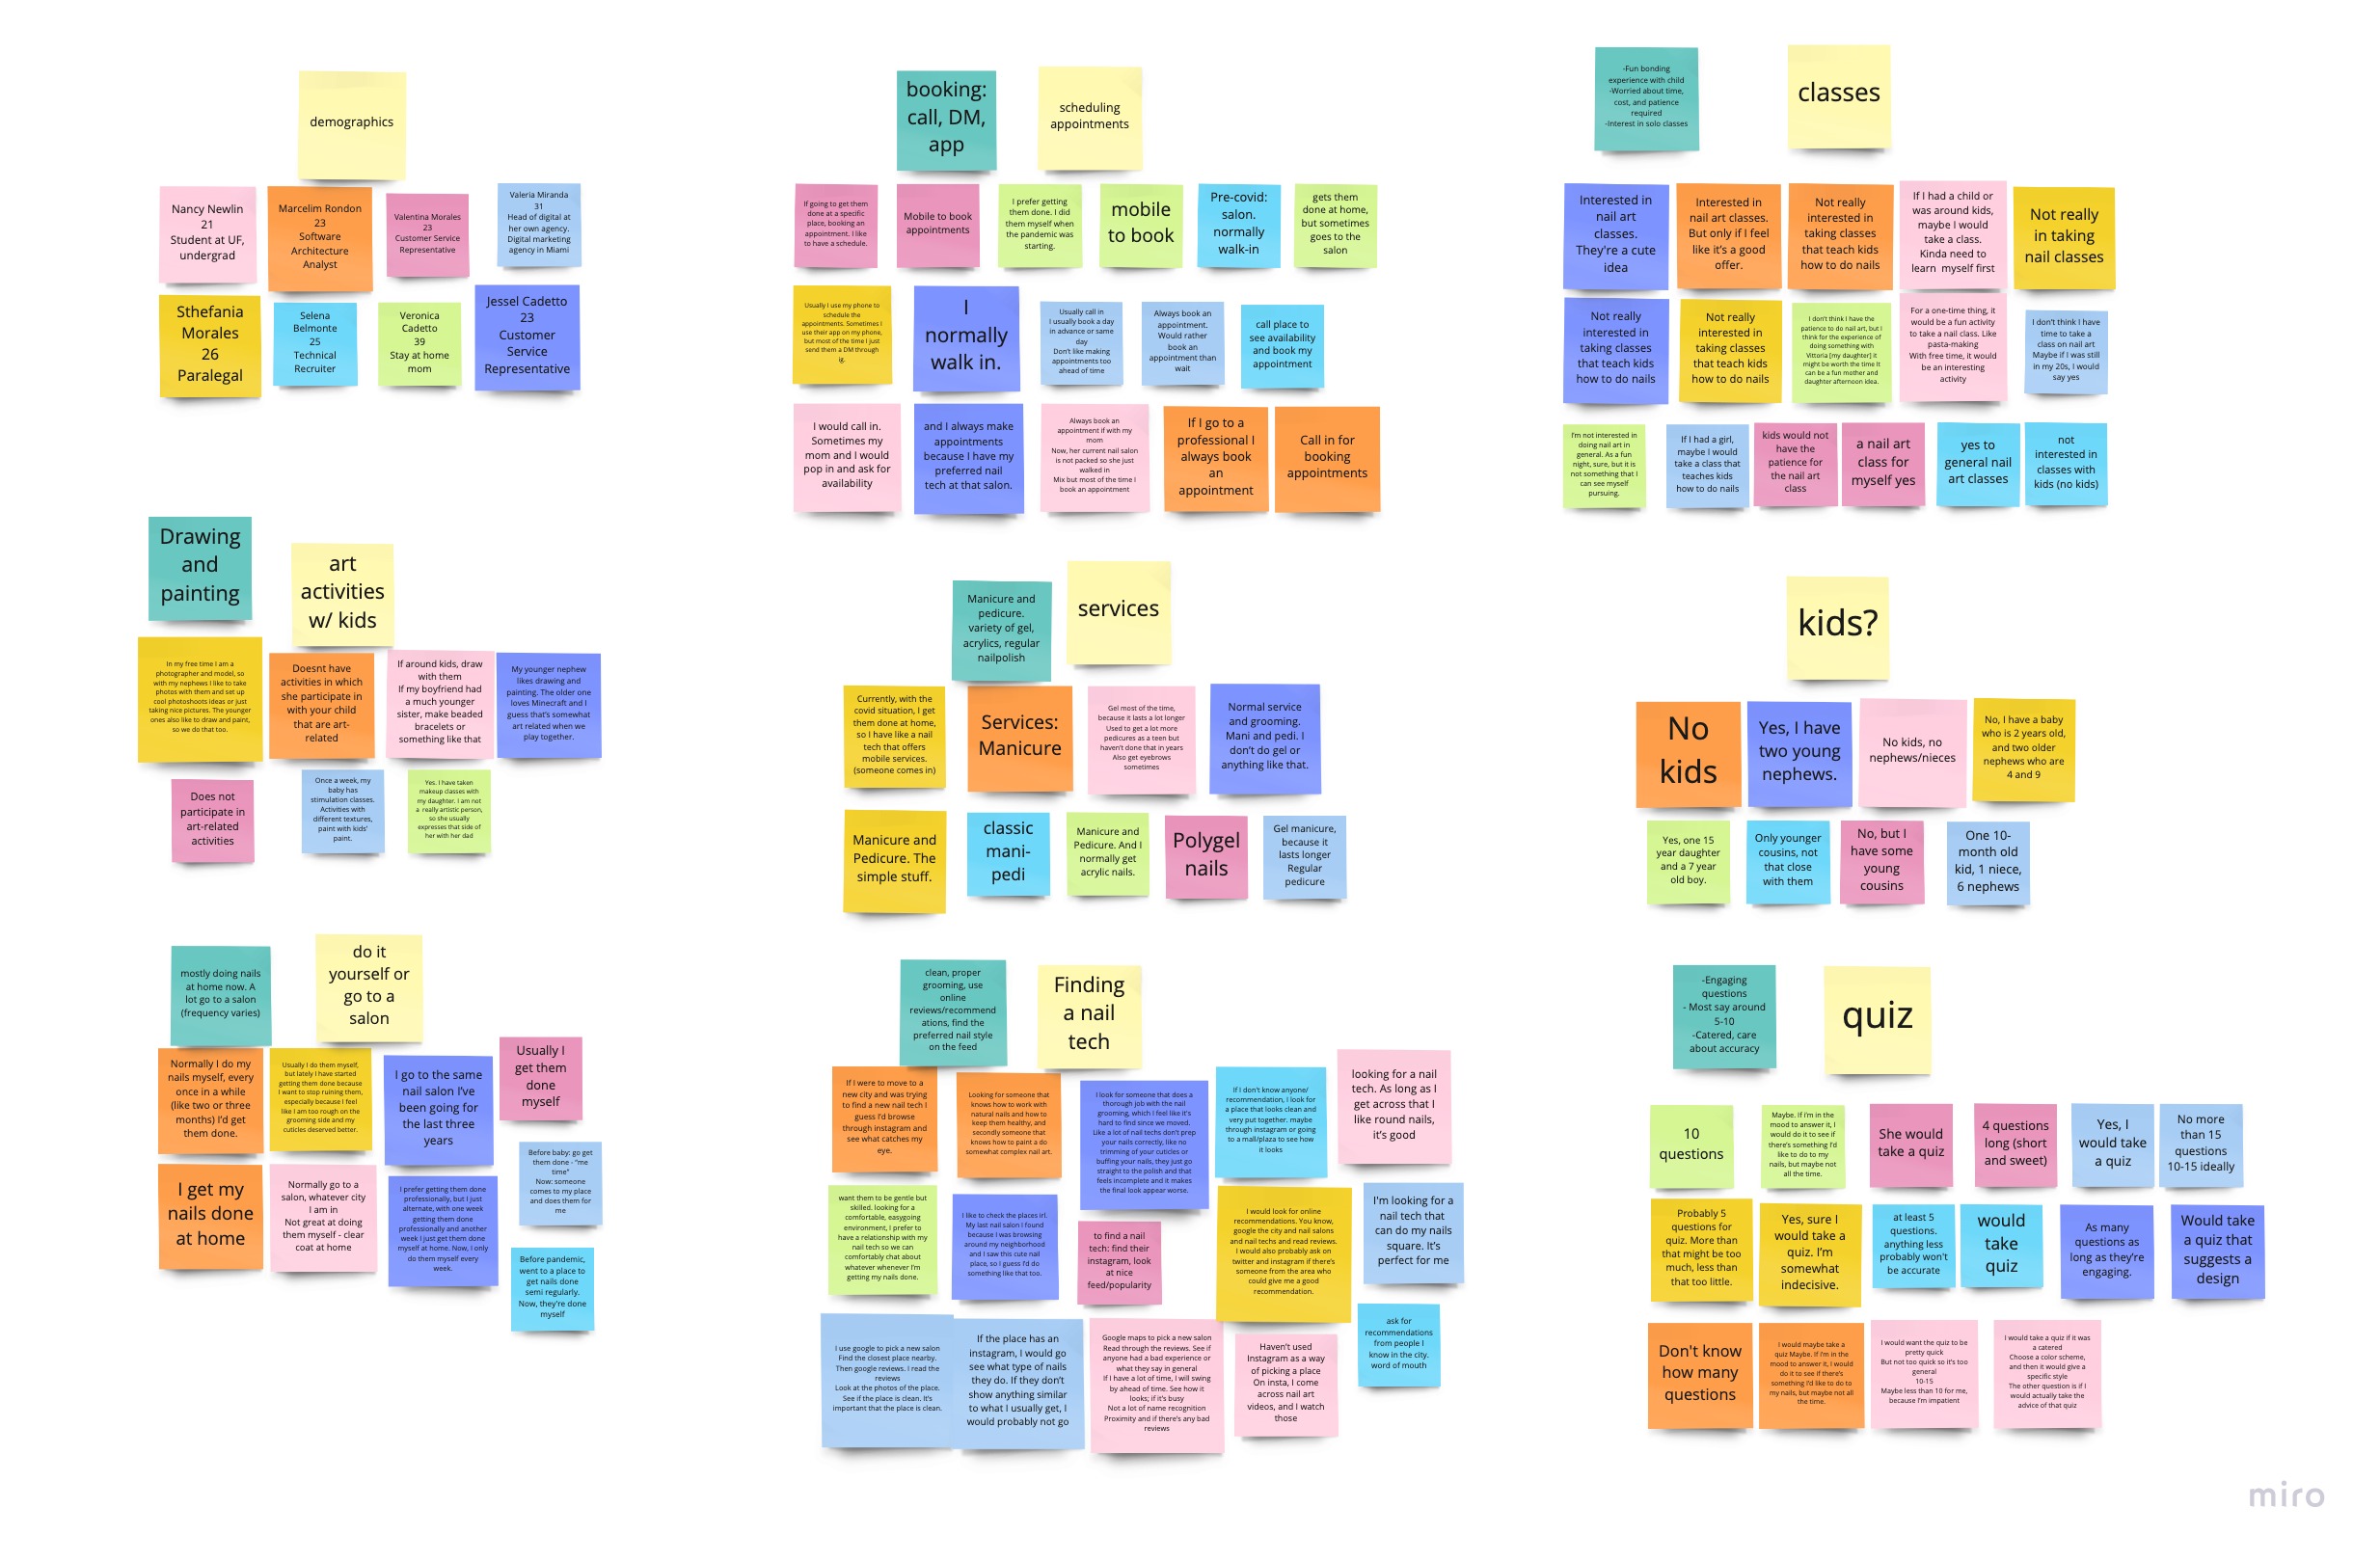 demographics
Nancy Newlin
21
Student at UF,
undergrad
Marcelim Rondon
23
Software
Architecture
Analyst
Valentina Morales
23
Customer Service
Representative
Valeria Miranda
31
Head of digital at
her own agency.
Digital marketing
agency in Miami
Sthefania
Morales
26
Paralegal
Selena
Belmonte
25
Technical
Recruiter
Veronica
Cadetto
39
Stay at home
mom
Jessel Cadetto
23
Customer
Service
Representative
booking:
call, DM,
app
scheduling
appointments
If going to get them
done at a specific
place, booking an
appointment. I like
to have a schedule.
Mobile to book
appointments
I prefer getting
them done. I did
them myself when
the pandemic was
starting.
mobile
to book
Pre-covid:
salon.
normally
walk-in
gets them
done at home,
but sometimes
goes to the
salon
Usually I use my phone to
schedule the
appointments. Sometimes I
use their app on my phone,
but most of the time I just
send them a DM through
ig.
I
normally
walk in.
Usually call in
I usually book a day
in advance or same
day
Don't like making
appointments too
ahead of time
Always book an
appointment.
Would rather
book an
appointment than
wait
call place to
see availability
and book my
appointment
I would call in.
Sometimes my
mom and I would
pop in and ask for
availability
and I always make
appointments
because I have my
preferred nail
tech at that salon.
Always book an
appointment if with my
mom
Now, her current nail salon
is not packed so she just
walked in
Mix but most of the time I
book an appointment
If I go to a
professional I
always book
an
appointment
Call in for
booking
appointments
-Fun bonding
experience with child
-Worried about time,
cost, and patience
required
-Interest in solo classes
classes
Interested in
nail art
classes.
They're a cute
idea
Interested in
nail art classes.
But only if I feel
like it's a good
offer.
Not really
interested in
taking classes
that teach kids
how to do nails
If I had a child or
was around kids,
maybe I would
take a class.
Kinda need to
learn myself first
Not really
in taking
nail classes
Not really
interested in
taking classes
that teach kids
how to do nails
Not really
interested in
taking classes
that teach kids
how to do nails
I don't think I have the
patience to do nail art, but I
think for the experience of
doing something with
Vittoria [my daughter] it
might be worth the time It
can be a fun mother and
daughter afternoon idea.
For a one-time thing, it
would be a fun activity
to take a nail class. Like
pasta-making
With free time, it would
be an interesting
activity
I don't think I have
time to take a
class on nail art
Maybe if I was still
in my 20s, I would
say yes
I'm not interested in
doing nail art in
general. As a fun
night, sure, but it is
not something that I
can see myself
pursuing.
If I had a girl,
maybe I would
take a class that
teaches kids
how to do nails
kids would not
have the
patience for
the nail art
class
a nail art
class for
myself yes
yes to
general nail
art classes
not
interested in
classes with
kids (no kids)
Drawing
and
painting
art
activities
w/ kids
In my free time I am a
photographer and model, so
with my nephews I like to take
photos with them and set up
cool photoshoots ideas or just
taking nice pictures. The younger
ones also like to draw and paint,
so we do that too.
Doesnt have
activities in which
she participate in
with your child
that are art-
related
If around kids, draw
with them
If my boyfriend had
a much younger
sister, make beaded
bracelets or
something like that
My younger nephew
likes drawing and
painting. The older one
loves Minecraft and I
guess that's somewhat
art related when we
play together.
Does not
participate in
art-related
activities
Once a week, my
baby has
stimulation classes.
Activities with
different textures,
paint with kids'
paint.
Yes. I have taken
makeup classes with
my daughter. I am not
a really artistic person,
so she usually
expresses that side of
her with her dad
Manicure and
pedicure.
variety of gel,
acrylics, regular
nailpolish
services
Currently, with the
covid situation, I get
them done at home,
so I have like a nail
tech that offers
mobile services.
(someone comes in)
Services:
Manicure
Gel most of the time,
because it lasts a lot longer
Used to get a lot more
pedicures as a teen but
haven't done that in years
Also get eyebrows
sometimes
Normal service
and grooming.
Mani and pedi. I
don't do gel or
anything like that.
Manicure and
Pedicure. The
simple stuff.
classic
mani-
pedi
Manicure and
Pedicure. And I
normally get
acrylic nails.
Polygel
nails
Gel manicure,
because it
lasts longer
Regular
pedicure
kids?
No
kids
Yes, I have
two young
nephews.
No kids, no
nephews/nieces
No, I have a baby
who is 2 years old,
and two older
nephews who are
4 and 9
Yes, one 15
year daughter
and a 7 year
old boy.
Only younger
cousins, not
that close
with them
No, but I
have some
young
cousins
One 10-
month old
kid, 1 niece,
6 nephews
mostly doing nails
at home now. A
lot go to a salon
(frequency varies)
do it
yourself or
go to a
salon
Normally I do my
nails myself, every
once in a while
(like two or three
months) I'd get
them done.
Usually I do them myself,
but lately I have started
getting them done because
I want to stop ruining them,
especially because I feel
like I am too rough on the
grooming side and my
cuticles deserved better.
I go to the same
nail salon I've
been going for
the last three
years
Usually I
get them
done
myself
I get my
nails done
at home
Normally go to a
salon, whatever city
I am in
Not great at doing
them myself - clear
coat at home
I prefer getting them done
professionally, but I just
alternate, with one week
getting them done
professionally and another
week I just get them done
myself at home. Now, I only
do them myself every
week.
Before baby: go get
them done - "me
time"
Now: someone
comes to my place
and does them for
me
Before pandemic,
went to a place to
get nails done
semi regularly.
Now, they're done
myself
clean, proper
grooming, use
online
reviews/recommend
ations, find the
preferred nail style
on the feed
Finding
a nail
tech
If I were to move to a
new city and was trying
to find a new nail tech I
guess I'd browse
through instagram and
see what catches my
eye.
Looking for someone that
knows how to work with
natural nails and how to
keep them healthy, and
secondly someone that
knows how to paint a do
somewhat complex nail art.
I look for someone that does a
thorough job with the nail
grooming, which I feel like it's
hard to find since we moved.
Like a lot of nail techs don't prep
your nails correctly, like no
trimming of your cuticles or
buffing your nails, they just go
straight to the polish and that
feels incomplete and it makes
the final look appear worse.
If I don't know anyone/
recommendation, I look for
a place that looks clean and
very put together. maybe
through instagram or going
to a mall/plaza to see how
it looks
looking for a nail
tech. As long as I
get across that I
like round nails,
it's good
want them to be gentle but
skilled. looking for a
comfortable, easygoing
environment, I prefer to
have a relationship with my
nail tech so we can
comfortably chat about
whatever whenever I'm
getting my nails done.
I like to check the places irl.
My last nail salon I found
because I was browsing
around my neighborhood
and I saw this cute nail
place, so I guess I'd do
something like that too.
to find a nail
tech: find their
instagram, look
at nice
feed/popularity
I would look for online
recommendations. You know,
google the city and nail salons
and nail techs and read reviews.
I would also probably ask on
twitter and instagram if there's
someone from the area who
could give me a good
recommendation.
I'm looking for a
nail tech that
can do my nails
square. It's
perfect for me
I use google to pick a new salon
Find the closest place nearby.
Then google reviews. I read the
reviews
Look at the photos of the place.
See if the place is clean. It's
important that the place is clean.
If the place has an
instagram, I would go
see what type of nails
they do. If they don't
show anything similar
to what I usually get, I
would probably not go
Google maps to pick a new salon
Read through the reviews. See if
anyone had a bad experience or
what they say in general
If I have a lot of time, I will swing
by ahead of time. See how it
looks; if it's busy
Not a lot of name recognition
Proximity and if there's any bad
reviews
Haven't used
Instagram as a way
of picking a place
On insta, I come
across nail art
videos, and I watch
those
ask for
recommendations
from people I
know in the city.
word of mouth
-Engaging
questions
- Most say around
5-10
-Catered, care
about accuracy
quiz
10
questions
Maybe. If i'm in the
mood to answer it, I
would do it to see if
there's something I'd
like to do to my
nails, but maybe not
all the time.
She would
take a quiz
4 questions
long (short
and sweet)
Yes, I
would take
a quiz
No more
than 15
questions
10-15 ideally
Probably 5
questions for
quiz. More than
that might be too
much, less than
that too little.
Yes, sure I
would take a
quiz. I'm
somewhat
indecisive.
at least 5
questions.
anything less
probably won't
be accurate
would
take
quiz
As many
questions as
long as they're
engaging.
Would take
a quiz that
suggests a
design
Don't know
how many
questions
I would maybe take a
quiz Maybe. If i'm in the
mood to answer it, I would
do it to see if there's
something I'd like to do to
my nails, but maybe not all
the time.
I would want the quiz to be
pretty quick
But not too quick so it's too
general
10-15
Maybe less than 10 for me,
because I'm impatient
I would take a quiz if it was
a catered
Choose a color scheme,
and then it would give a
specific style
The other question is if I
would actually take the
advice of that quiz
miro